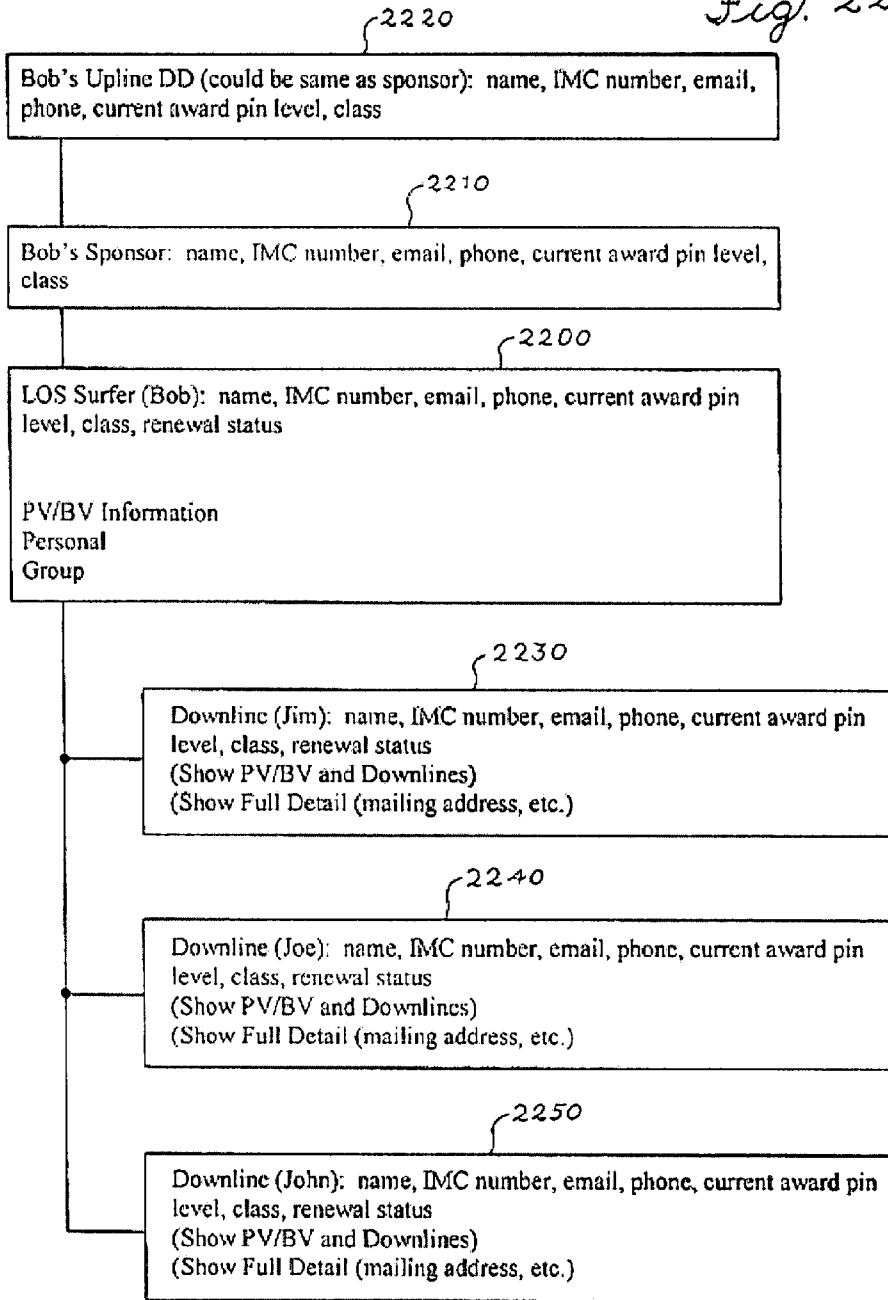 Fig. 22
2220
Bob's Upline DD (could be same as sponsor): name, IMC number, email,
phone, current award pin level, class
2210
Bob's Sponsor: name, IMC number, email, phone, current award pin level,
class
2200
LOS Surfer (Bob): name, IMC number, email, phone, current award pin
level, class, renewal status
PV/BV Information
Personal
Group
2230
Downline (Jim): name, IMC number, email, phone, current award pin
level, class, renewal status
(Show PV/BV and Downlines)
(Show Full Detail (mailing address, etc.)
2240
Downline (Joe): name, IMC number, email, phone, current award pin
level, class, renewal status
(Show PV/BV and Downlines)
(Show Full Detail (mailing address, etc.)
2250
Downline (John): name, IMC number, email, phone, current award pin
level, class, renewal status
(Show PV/BV and Downlines)
(Show Full Detail (mailing address, etc.)